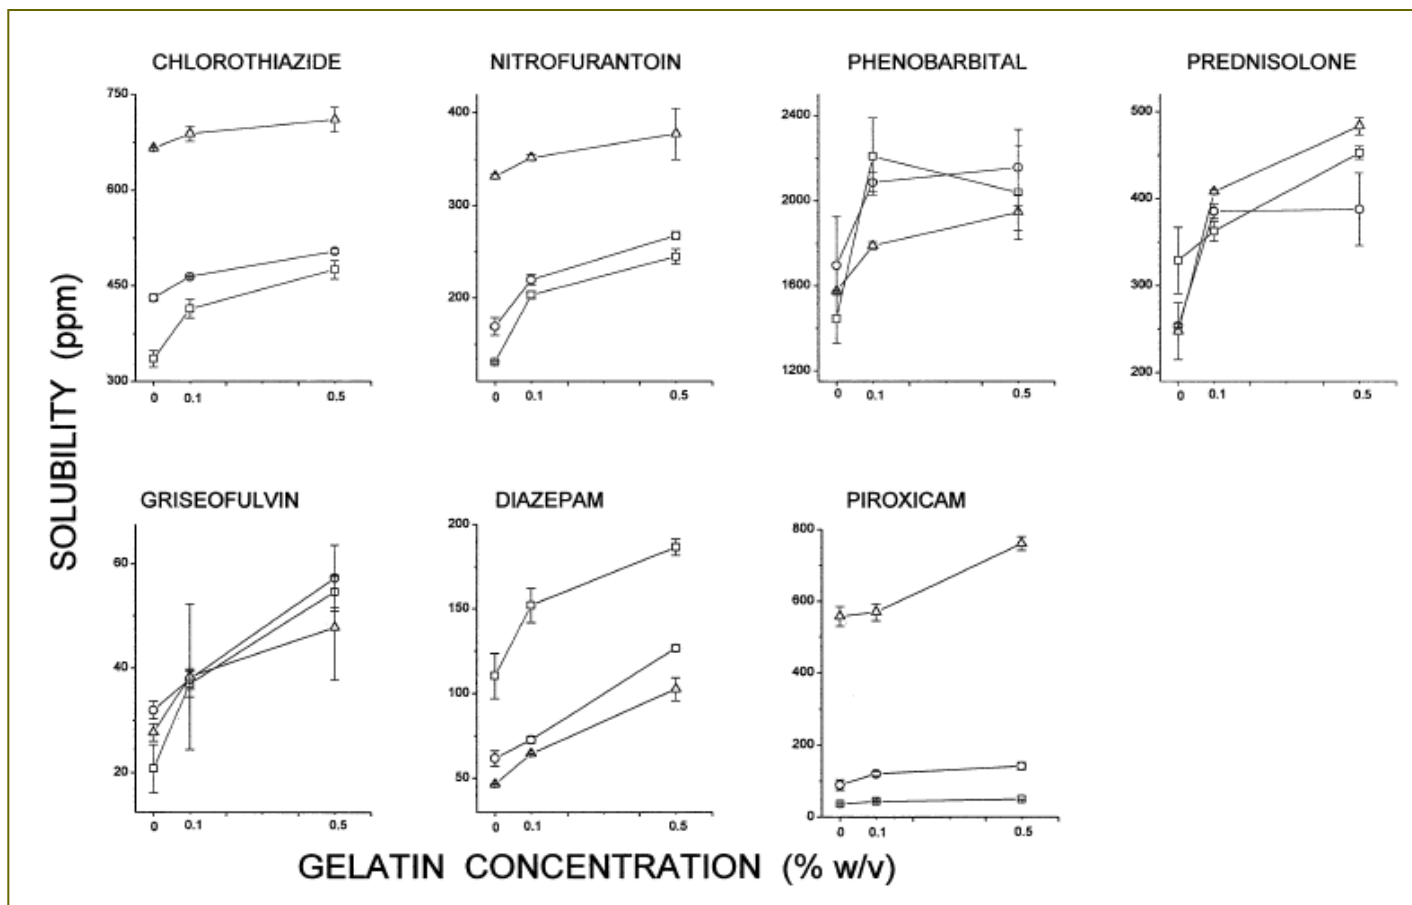 CHLOROTHIAZIDE NITROFURANTOIN PHENOBARBITAL PREDNISOLONE
750
600
450
300
0 0.1 0.5
400
300
200
0 0.1 0.5
2400
2000
1600
1200
0 0.1 0.5
500
400
300
200
0 0.1 0.5
SOLUBILITY (ppm)
GRISEOFULVIN DIAZEPAM PIROXICAM
60
40
20
0 0.1 0.5
200
150
100
50
0 0.1 0.5
800
600
400
200
0
0 0.1 0.5
GELATIN CONCENTRATION (% w/v)